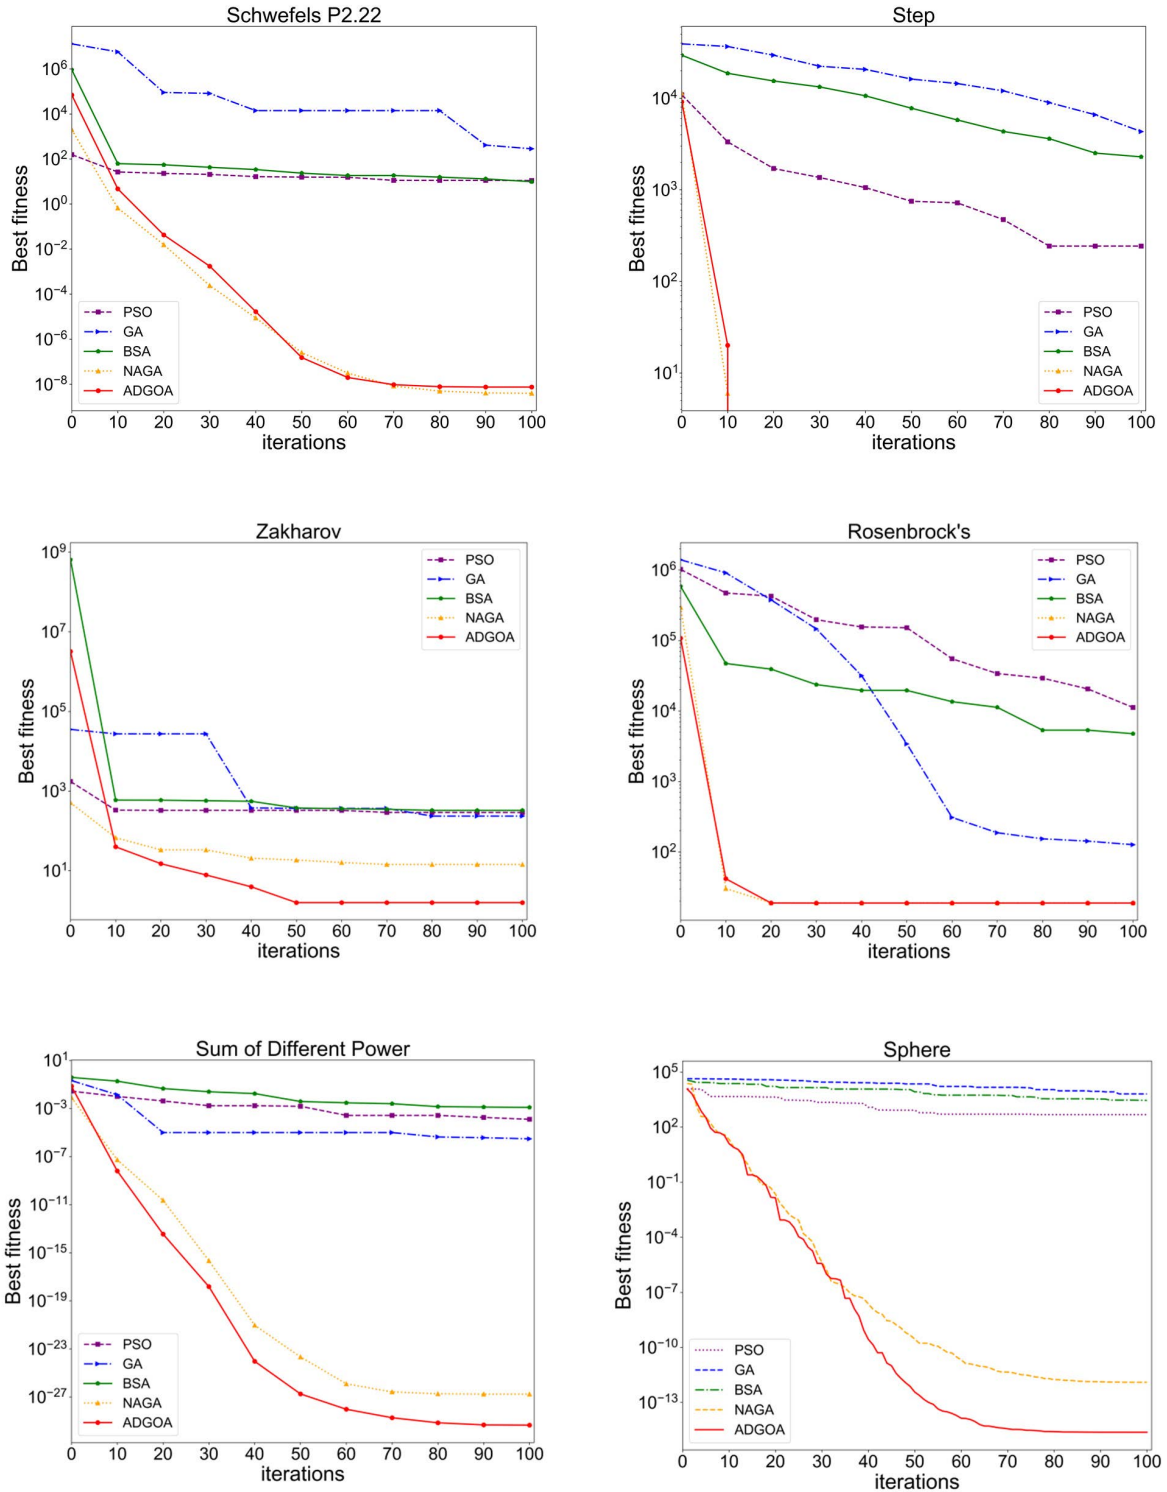 Schwefels P2.22
Best fitness
10^6
10^4
10^2
10^0
10^−2
10^−4
10^−6
10^−8
PSO
GA
BSA
NAGA
ADGOA
0 10 20 30 40 50 60 70 80 90 100
iterations
Step
Best fitness
10^4
10^3
10^2
10^1
PSO
GA
BSA
NAGA
ADGOA
0 10 20 30 40 50 60 70 80 90 100
iterations
Zakharov
Best fitness
10^9
10^7
10^5
10^3
10^1
PSO
GA
BSA
NAGA
ADGOA
0 10 20 30 40 50 60 70 80 90 100
iterations
Rosenbrock's
Best fitness
10^6
10^5
10^4
10^3
10^2
PSO
GA
BSA
NAGA
ADGOA
0 10 20 30 40 50 60 70 80 90 100
iterations
Sum of Different Power
Best fitness
10^1
10^−3
10^−7
10^−11
10^−15
10^−19
10^−23
10^−27
PSO
GA
BSA
NAGA
ADGOA
0 10 20 30 40 50 60 70 80 90 100
iterations
Sphere
Best fitness
10^5
10^2
10^−1
10^−4
10^−7
10^−10
10^−13
PSO
GA
BSA
NAGA
ADGOA
0 10 20 30 40 50 60 70 80 90 100
iterations